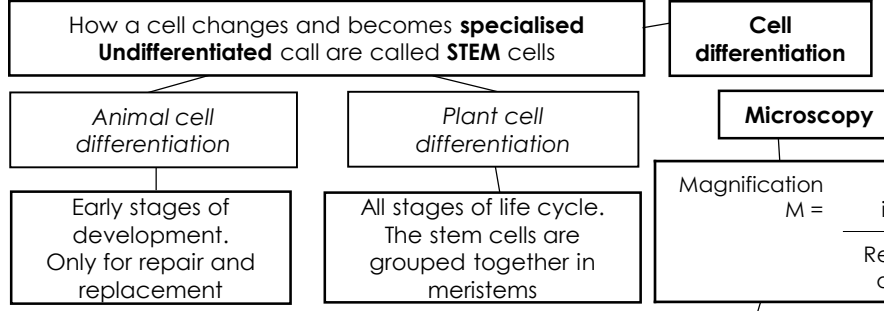 How a cell changes and becomes specialised
Undifferentiated call are called STEM cells
Cell
differentiation
Animal cell
differentiation
Plant cell
differentiation
Microscopy
Early stages of
development.
Only for repair and
replacement
All stages of life cycle.
The stem cells are
grouped together in
meristems
Magnification
M =